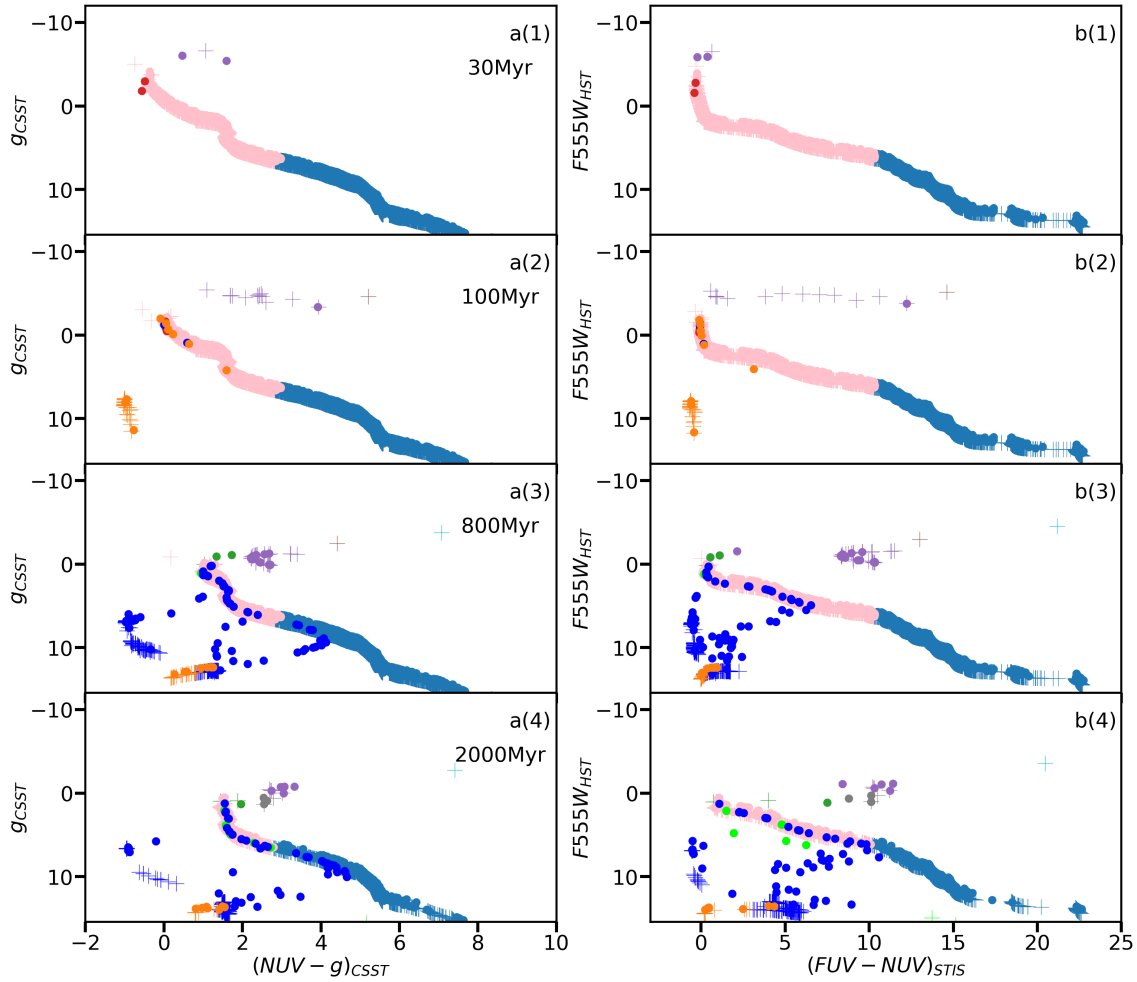 −10
0
10
g_CSST
a(1)
30Myr
−10
0
10
F555W_HST
b(1)
−10
0
10
g_CSST
a(2)
100Myr
−10
0
10
F555W_HST
b(2)
−10
0
10
g_CSST
a(3)
800Myr
−10
0
10
F555W_HST
b(3)
−10
0
10
g_CSST
a(4)
2000Myr
−10
0
10
F555W_HST
b(4)
−2 0 2 4 6 8 10
(NUV − g)_CSST
0 5 10 15 20 25
(FUV − NUV)_STIS